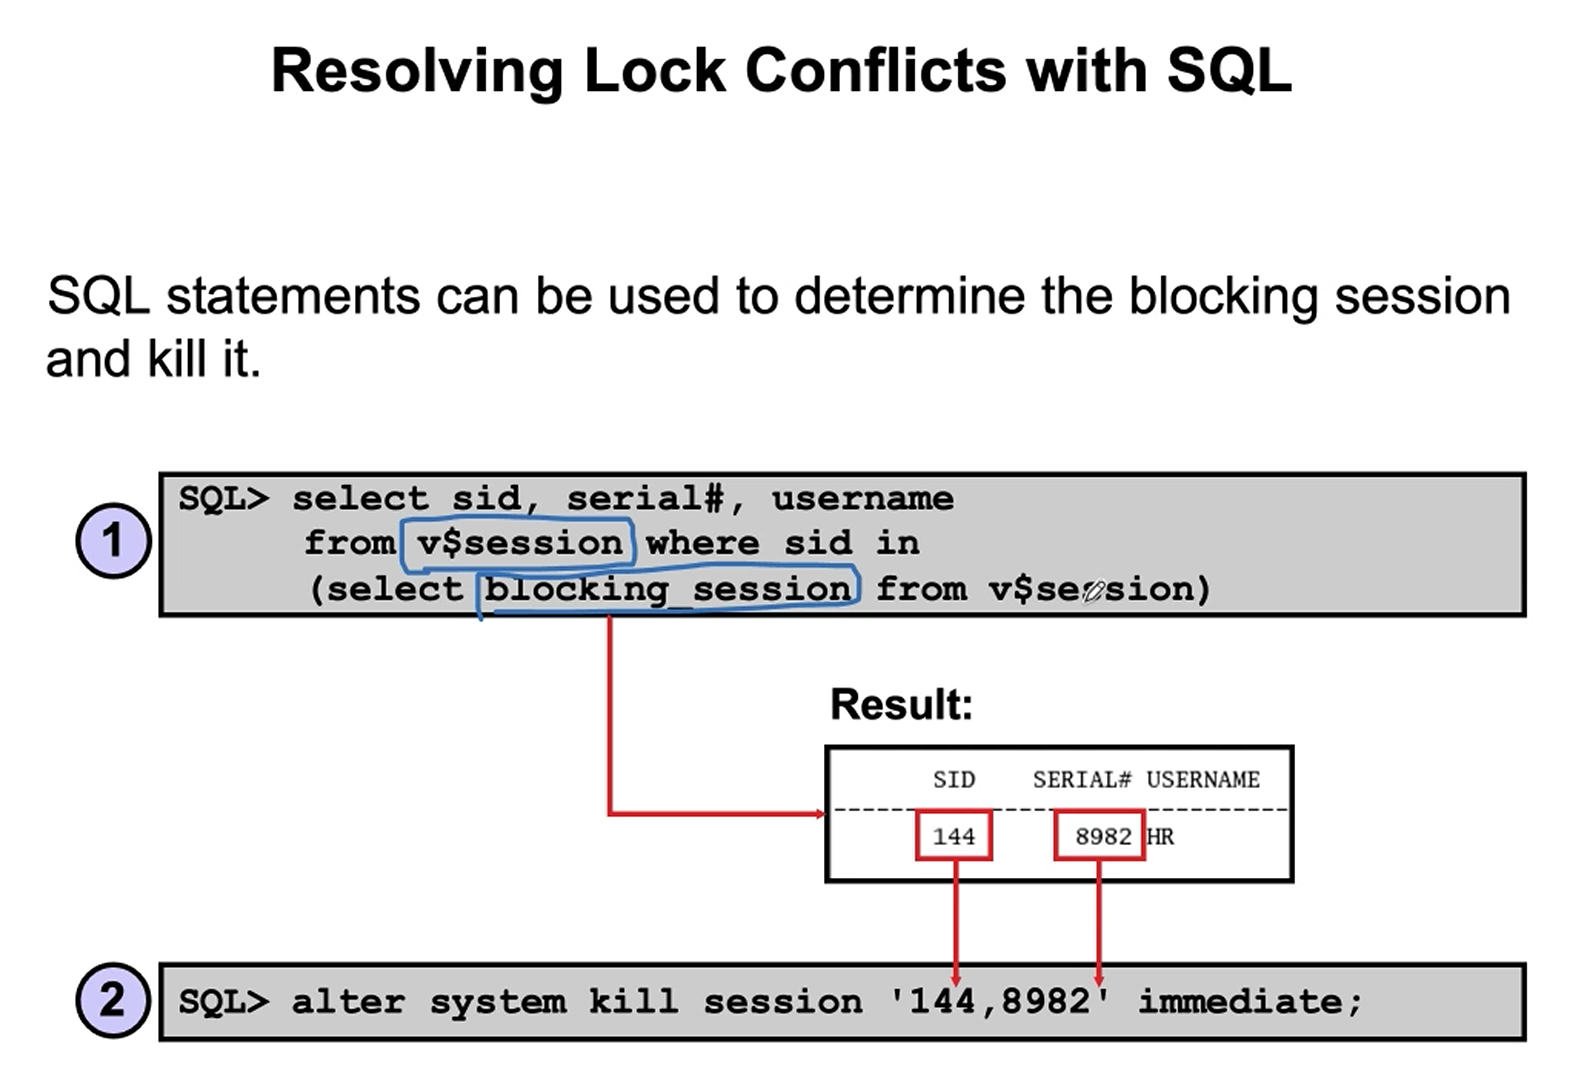 Resolving Lock Conflicts with SQL
SQL statements can be used to determine the blocking session
and kill it.
1
SQL> select sid, serial#, username
from v$session where sid in
(select blocking_session from v$session)
Result:
SID SERIAL# USERNAME
144 8982 HR
2
SQL> alter system kill session '144,8982' immediate;